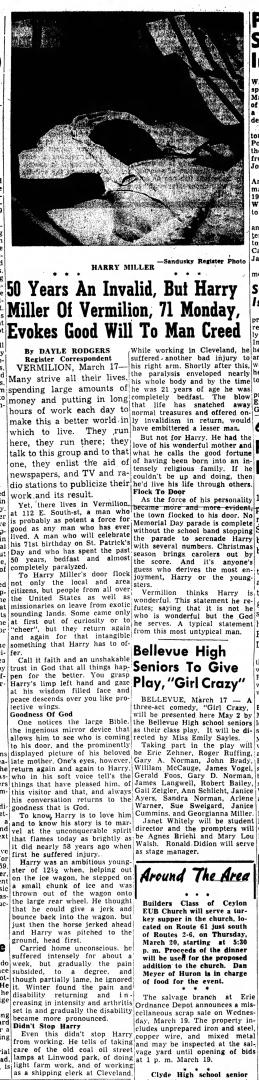 —Sandusky Register Photo
HARRY MILLER
50 Years An Invalid, But Harry
Miller Of Vermilion, 71 Monday,
Evokes Good Will To Man Creed
By DAYLE RODGERS
Register Correspondent
VERMILION, March 17—
Many strive all their lives,
spending large amounts of
money and putting in long
hours of work each day to
make this a better world in
which to live. They run
here, they run there; they
talk to this group and to that
one, they enlist the aid of
newspapers, and TV and ra-
dio stations to publicize their
work and its result.
Yet, there lives in Vermilion,
at 112 E. South-st, a man who
is probably as potent a force for
good as any man who has ever
lived. A man who will celebrate
his 71st birthday on St. Patrick's
Day and who has spent the past
50 years, bedfast and almost
completely paralyzed.
To Harry Miller's door flock
not only the local and area
citizens, but people from all over
the United States as well as
missionaries on leave from exotic
sounding lands. Some came only
at first out of curiosity or to
"cheer", but they return again
and again for that intangible
something that Harry has to of-
fer.
Call it faith and an unshakable
trust in God that all things hap-
pen for the better. You grasp
Harry's limp left hand and gaze
at his wisdom filled face and
peace descends over you like pro-
tective wings.
Goodness Of God
One notices the large Bible,
the ingenious mirror device that
allows him to see who is coming
to his door, and the prominently
displayed picture of his beloved
late mother. One's eyes, however,
return again and again to Harry,
who in his soft voice tell's the
things that have pleased him, of
his visitor and that, and always
his conversation returns to the
goodness that is God.
To know Harry is to love him
and to know his story is to mar-
vel at the unconquerable spirit
that flames today as brightly as
it did nearly 58 years ago when
first he suffered injury.
Harry was an ambitious young-
ster of 12½ when, helping out
on the ice wagon, he stepped on
a small chunk of ice and was
thrown out of the wagon onto
the large rear wheel. He thought
that he could give a jerk and
bounce back into the wagon, but
just then the horse jerked ahead
and Harry was pitched to the
ground, head first.
Carried home unconscious, he
suffered intensely for about a
week, but gradually the pain
subsided to a degree, al-
though partially lame, he ignored
it. Winter found the pain and
disability returning and in-
creasing in intensity and arthritis
set in and gradually the disability
became more pronounced.
Didn't Stop Harry
Even this didn't stop Harry
from working. He tells of taking
care of the old coal oil street
lamps at Linwood park, of doing
light farm work, and of working
as a shipping clerk at Cleveland.
While working in Cleveland, he
suffered another bad injury to
his right arm. Shortly after this,
the paralysis enveloped nearly
his whole body and by the time
he was 21 years of age he was
completely bedfast. The blow
that life has snatched away
normal treasures and offered on-
ly invalidness in return, would
have embittered a lesser man.
But not for Harry. He had the
love of his wonderful mother and
what he calls the good fortune
of having been born into an in-
tensely religious family. If he
couldn't be up and doing, then
he'd live his life through others.
Flock To Door
As the force of his personality
became more and more evident,
the town flocked to his door. No
Memorial Day parade is complete
without the school band stopping
the parade to serenade Harry
with several numbers. Christmas
season brings carolers out by
the score. And it's anyone's
guess who derives the most en-
joyment, Harry or the young-
sters.
Vermilion thinks Harry is
wonderful. This statement he re-
futes; saying that it is not he
who is wonderful but the God
he serves. A typical statement
from this most untypical man.
Bellevue High
Seniors To Give
Play, "Girl Crazy"
BELLEVUE, March 17 — A
three-act comedy, "Girl Crazy,"
will be presented here May 2 by
the Bellevue High school seniors
as their class play. It will be di-
rected by Miss Emily Sayles.
Taking part in the play will
be Eric Zehner, Roger Ruffing,
Gary A. Norman, John Brady,
William McCauge, James Vogel,
Gerald Foos, Gary D. Norman,
James Langwell, Robert Bailey,
Gail Zeigler, Ann Schlicht, Janice
Ayers, Sandra Norman, Arlene
Warner, Sue Sweigard, Janice
Cummins, and Georgianna Miller.
Janet Whitely will be student
director and the prompters will
be Agnes Briehl and Mary Lou
Walsh. Ronald Didion will serve
as stage manager.
Around The Area
Builders Class of Ceylon
EUB Church will serve a tur-
key supper in the church, lo-
cated on Route 61 just south
of Routes 2-6, on Thursday,
March 20, starting at 5:30
p. m. Proceeds of the dinner
will be used for the proposed
addition to the church. Dan
Meyer of Huron is in charge
of food for the event.
The salvage branch at Erie
Ordnance Depot announces a mis-
cellaneous scrap sale on Wednes-
day, March 19. The property in-
cludes unprepared iron and steel,
copper wire, and mixed metal
and may be inspected at the sal-
vage yard until opening of bids
at 1 p. m. March 19.
Clyde High school senior